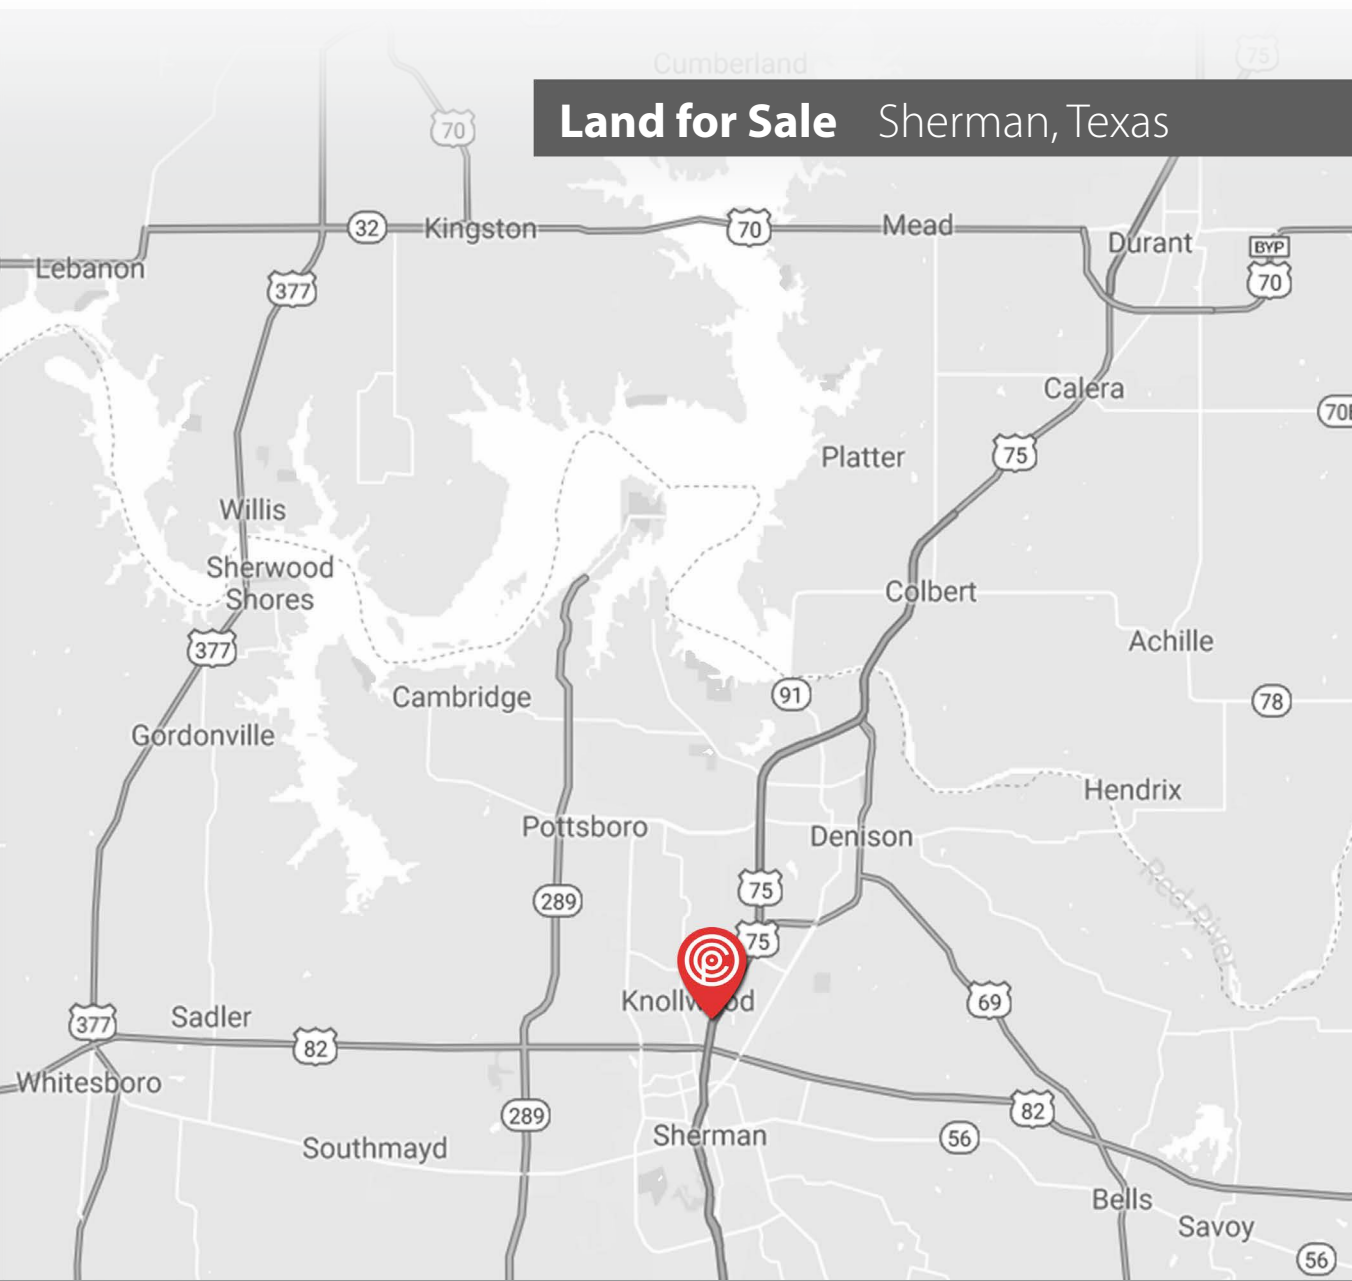 Cumberland
75
Land for Sale Sherman, Texas
70
32
Kingston
70
Mead
Durant
BYP
70
Lebanon
377
Calera
70
75
Platter
Willis
Sherwood
Shores
Colbert
377
Achille
91
78
Cambridge
Gordonville
Hendrix
Pottsboro
Denison
75
289
Red River
75
Knollwood
69
377
Sadler
82
Whitesboro
82
289
Sherman
56
Southmayd
Bells
Savoy
56